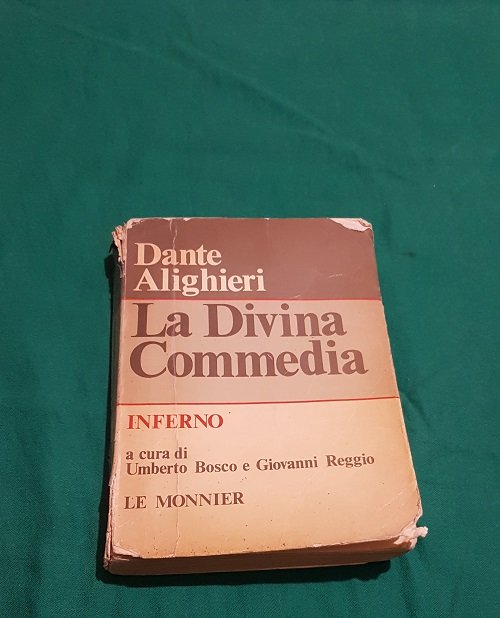 Dante
Alighieri
La Divina
Commedia
INFERNO
a cura di
Umberto Bosco e Giovanni Reggio
LE MONNIER